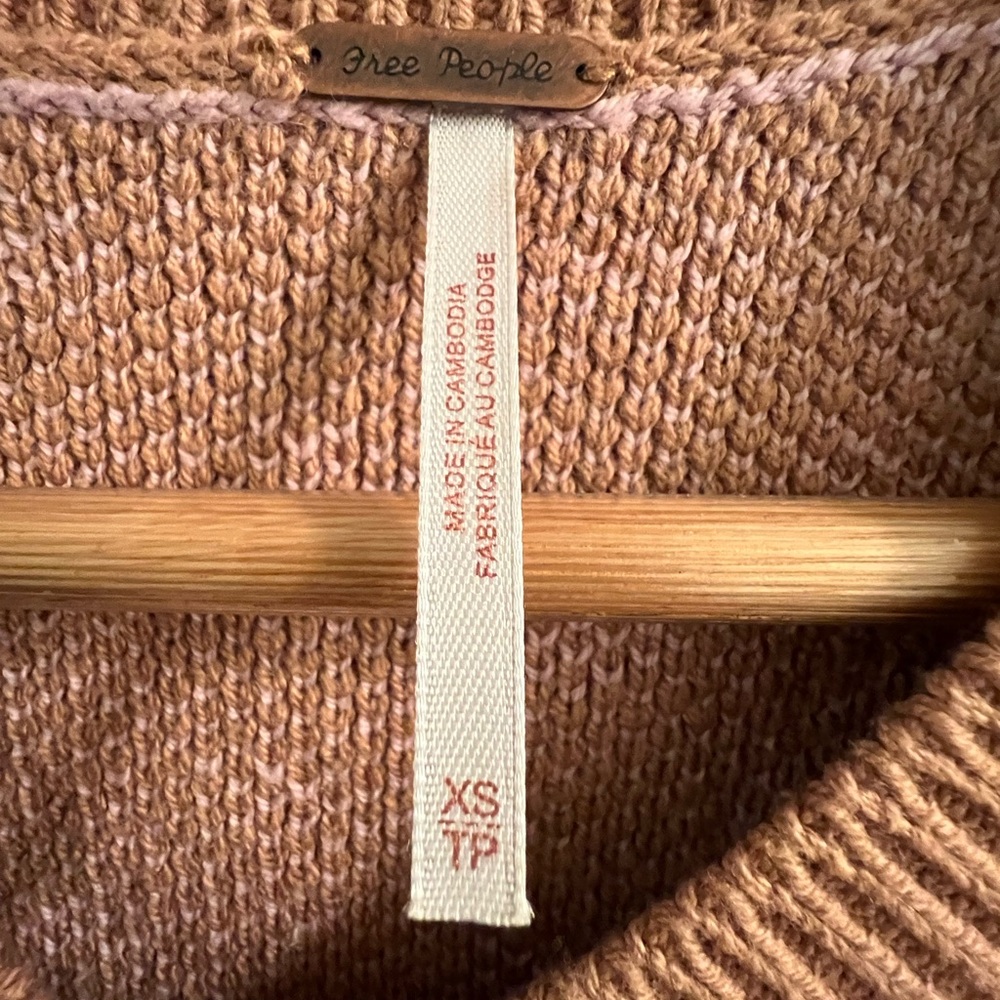 Free People
MADE IN CAMBODIA
FABRIQUÉ AU CAMBODGE
XS
TP